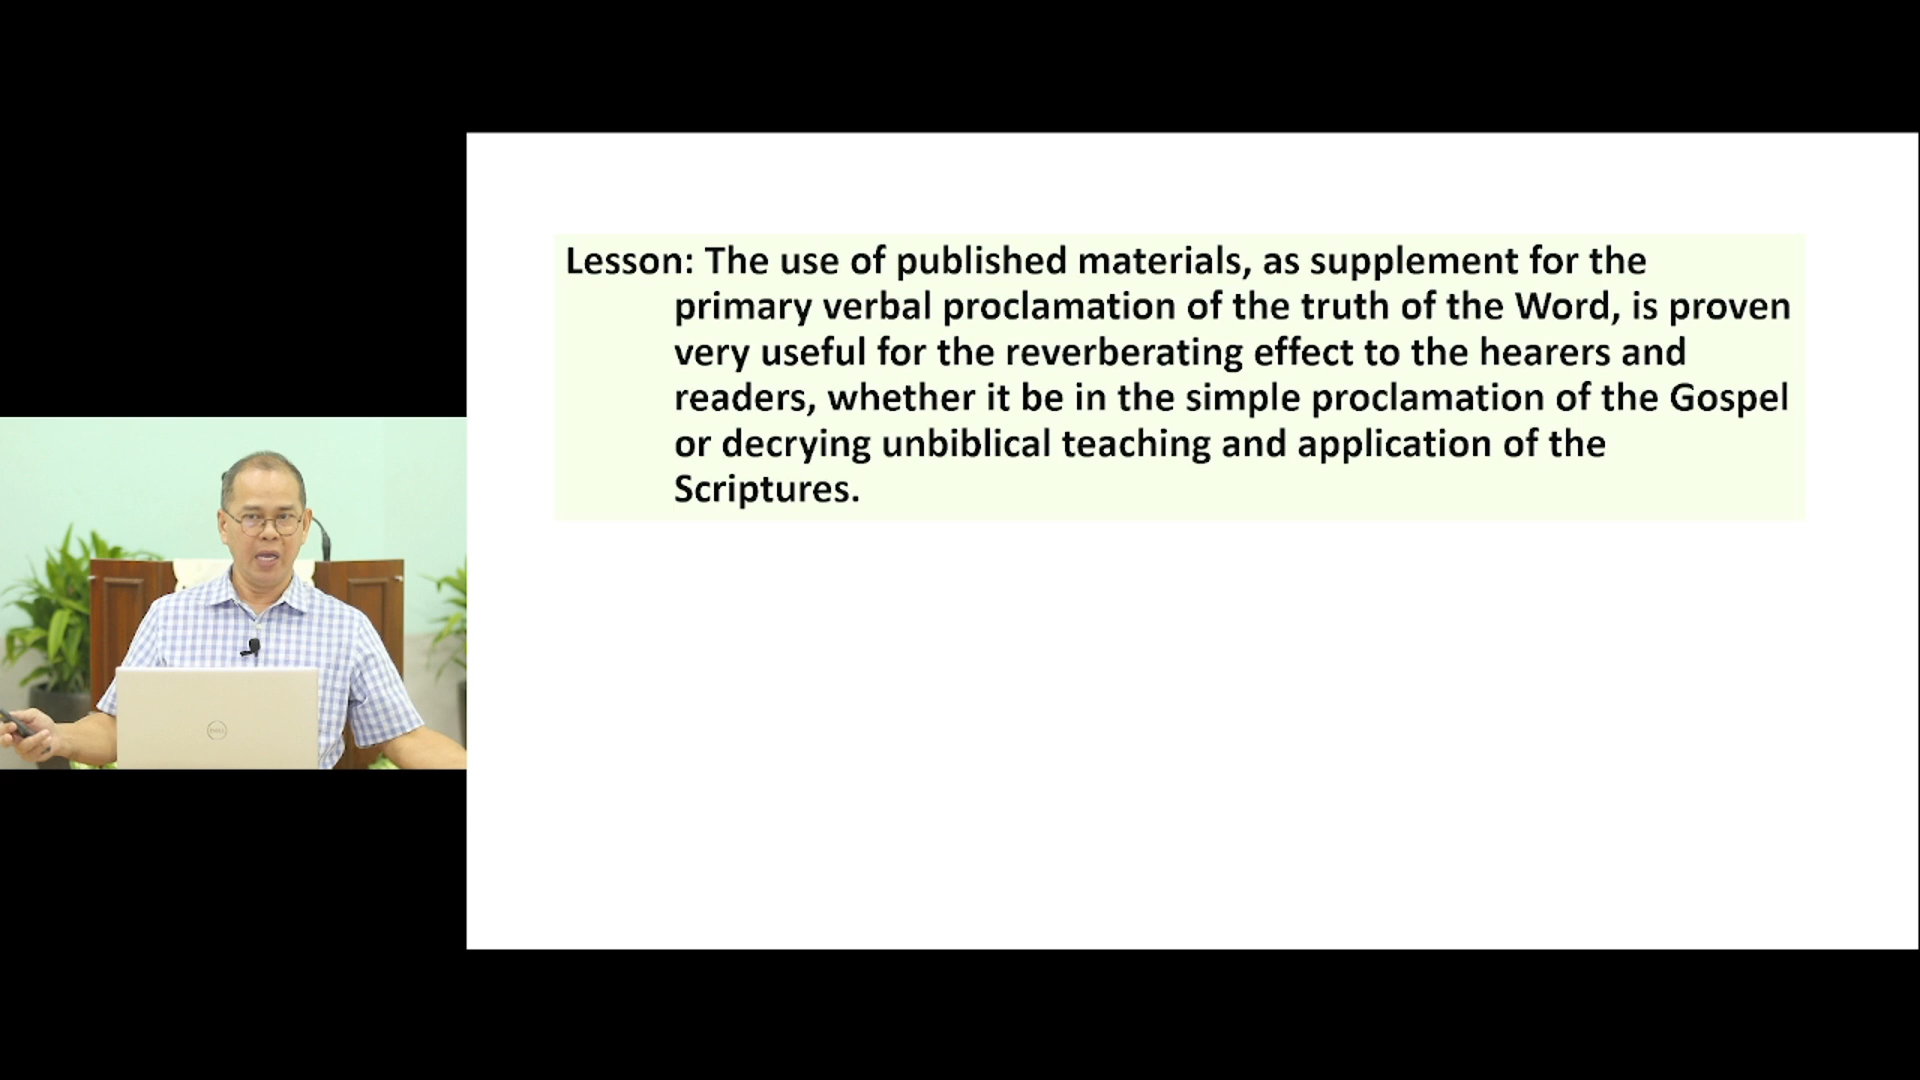 Lesson: The use of published materials, as supplement for the
primary verbal proclamation of the truth of the Word, is proven
very useful for the reverberating effect to the hearers and
readers, whether it be in the simple proclamation of the Gospel
or decrying unbiblical teaching and application of the
Scriptures.
DELL